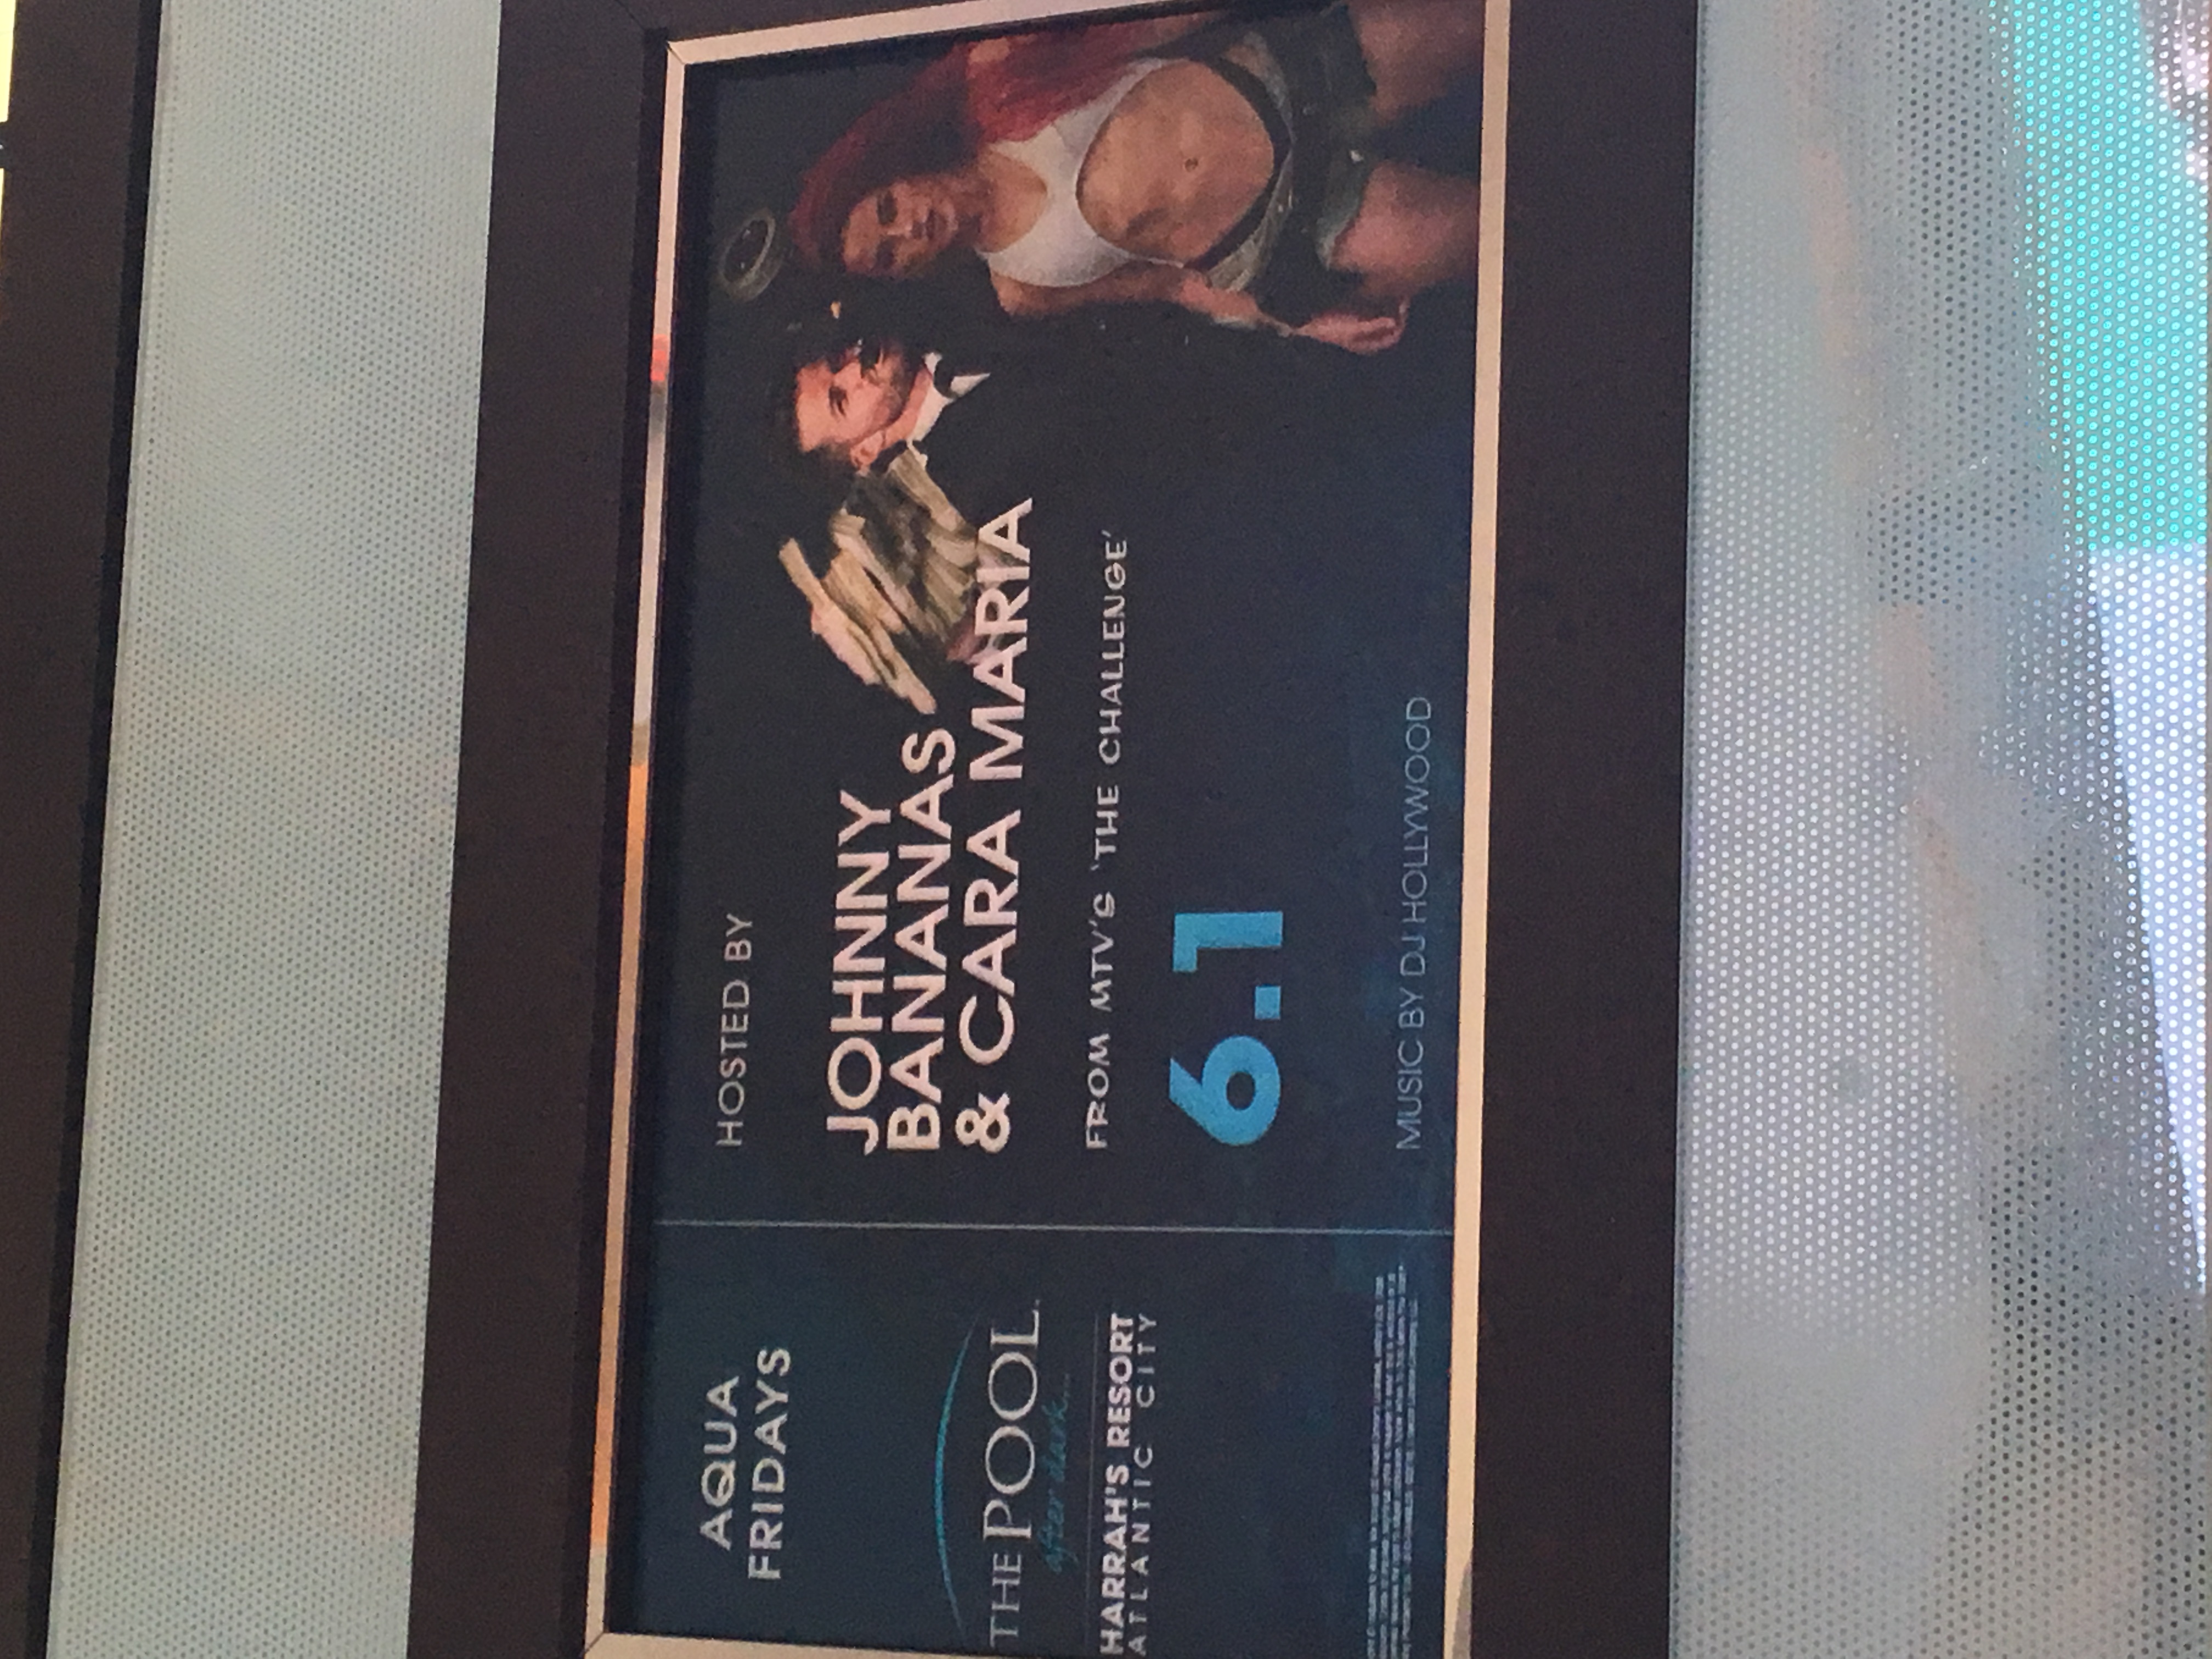 AQUA
FRIDAYS
THE POOL
after dark...
HARRAH'S RESORT
ATLANTIC CITY
HOSTED BY
JOHNNY
BANANAS
& CARA MARIA
FROM MTV'S 'THE CHALLENGE'
6.1
MUSIC BY DJ HOLLYWOOD